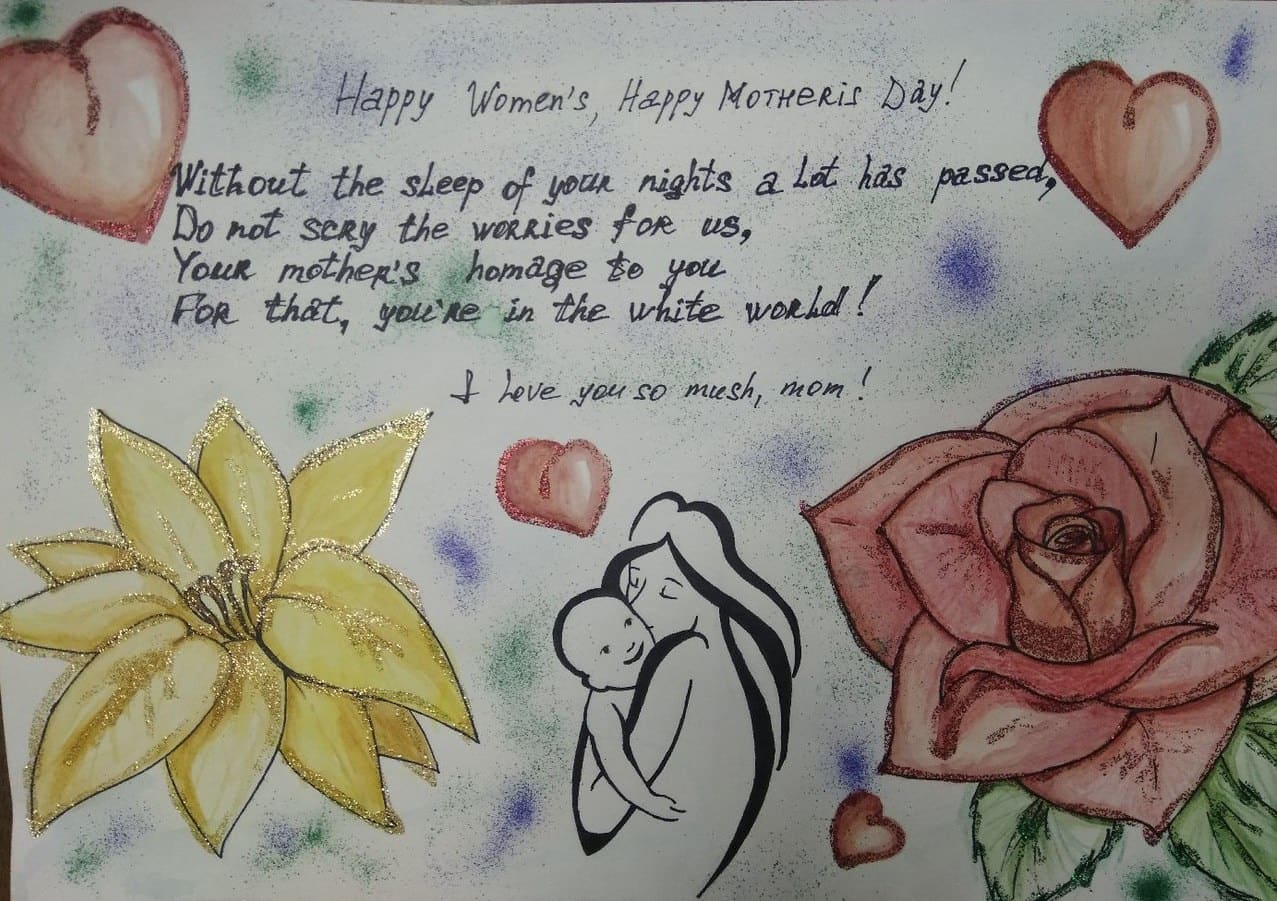 Happy Women's, Happy Motheris Day!
Without the sleep of your nights a lot has passed,
Do not scry the worries for us,
Your mother's homage to you
For that, you're in the white world!
I love you so mush, mom!